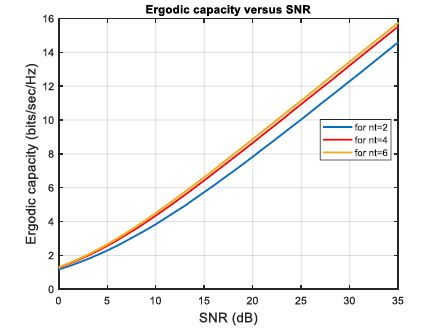 Ergodic capacity versus SNR
Ergodic capacity (bits/sec/Hz)
16
14
12
10
8
6
4
2
0
for nt=2
for nt=4
for nt=6
0 5 10 15 20 25 30 35
SNR (dB)